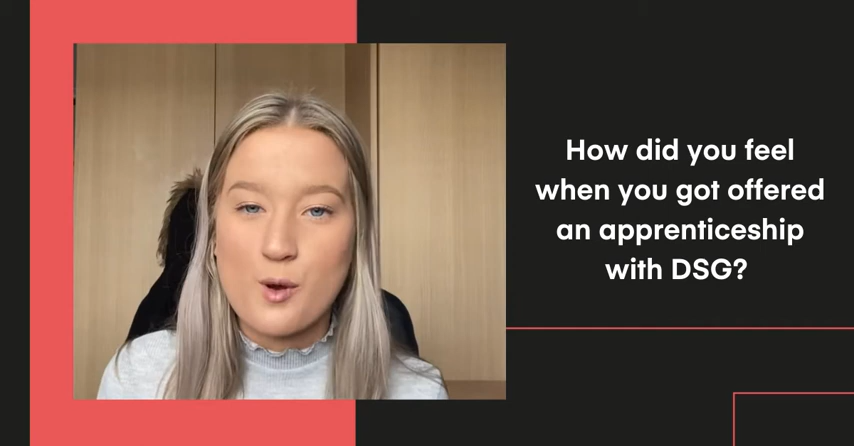 How did you feel
when you got offered
an apprenticeship
with DSG?